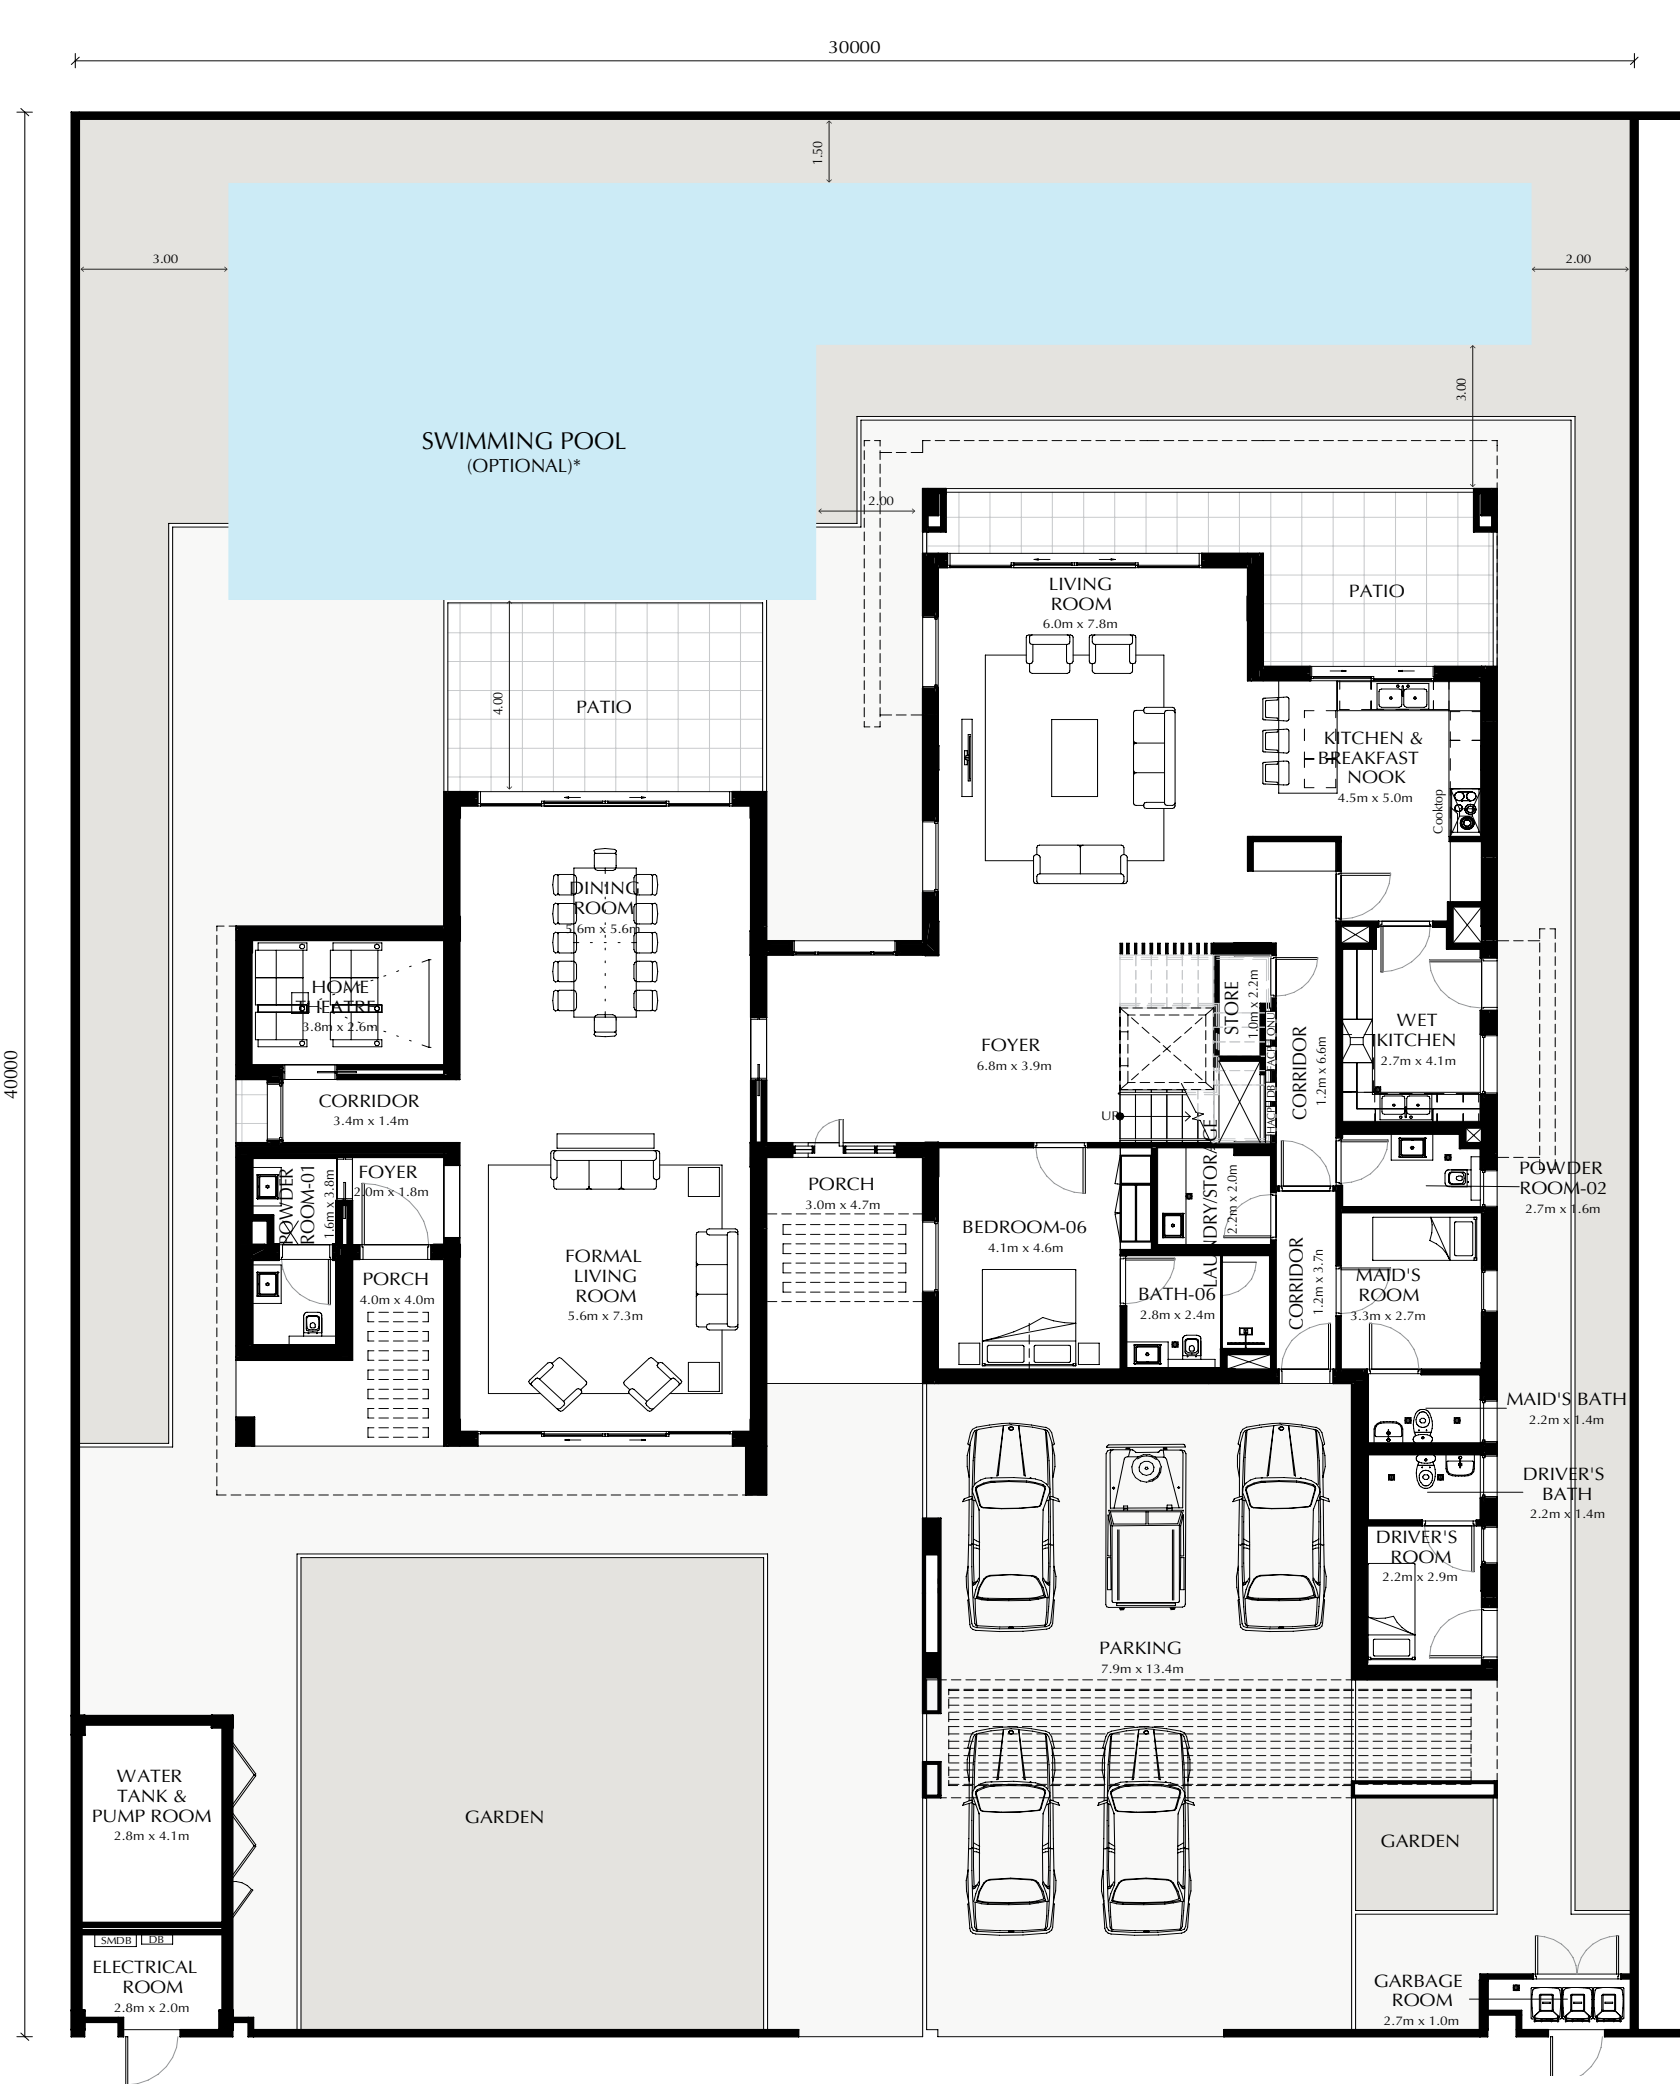 30000
40000
1.50
3.00
2.00
3.00
SWIMMING POOL
(OPTIONAL)*
2.00
LIVING
ROOM
6.0m x 7.8m
PATIO
4.00
PATIO
KITCHEN &
BREAKFAST
NOOK
4.5m x 5.0m
Cooktop
DINING
ROOM
5.6m x 5.6m
HOME
THEATRE
3.8m x 2.6m
STORE
1.0m x 2.2m
FOYER
6.8m x 3.9m
CORRIDOR
1.2m x 6.6m
WET
KITCHEN
2.7m x 4.1m
CORRIDOR
3.4m x 1.4m
UP
POWDER
ROOM-01
1.6m x 3.8m
FOYER
2.0m x 1.8m
PORCH
3.0m x 4.7m
LAUNDRY/STORAGE
2.2m x 2.0m
POWDER
ROOM-02
2.7m x 1.6m
BEDROOM-06
4.1m x 4.6m
FORMAL
LIVING
ROOM
5.6m x 7.3m
PORCH
4.0m x 4.0m
BATH-06
2.8m x 2.4m
CORRIDOR
1.2m x 3.7n
MAID'S
ROOM
3.3m x 2.7m
MAID'S BATH
2.2m x 1.4m
DRIVER'S
BATH
2.2m x 1.4m
DRIVER'S
ROOM
2.2m x 2.9m
PARKING
7.9m x 13.4m
WATER
TANK &
PUMP ROOM
2.8m x 4.1m
GARDEN
GARDEN
SMDB
DB
ELECTRICAL
ROOM
2.8m x 2.0m
GARBAGE
ROOM
2.7m x 1.0m